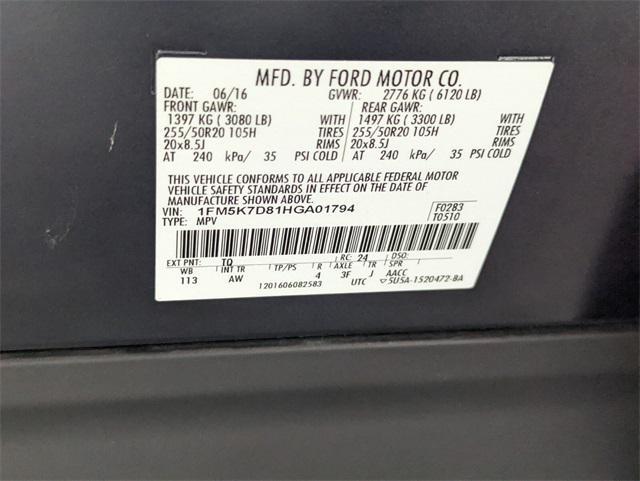 MFD. BY FORD MOTOR CO.
DATE: 06/16 GVWR: 2776 KG ( 6120 LB)
FRONT GAWR: REAR GAWR:
1397 KG ( 3080 LB) WITH 1497 KG ( 3300 LB) WITH
255/50R20 105H TIRES 255/50R20 105H TIRES
20x8.5J RIMS 20x8.5J RIMS
AT 240 kPa/ 35 PSI COLD AT 240 kPa/ 35 PSI COLD
THIS VEHICLE CONFORMS TO ALL APPLICABLE FEDERAL MOTOR
VEHICLE SAFETY STANDARDS IN EFFECT ON THE DATE OF
MANUFACTURE SHOWN ABOVE.
VIN: 1FM5K7D81HGA01794 F0283
TYPE: MPV T0510
EXT PNT: TQ RC: 24 DSO:
WB INT TR TP/PS R AXLE TR SPR
113 AW 4 3F J AACC
1201606082583 UTC ▽5U5A-1520472-BA